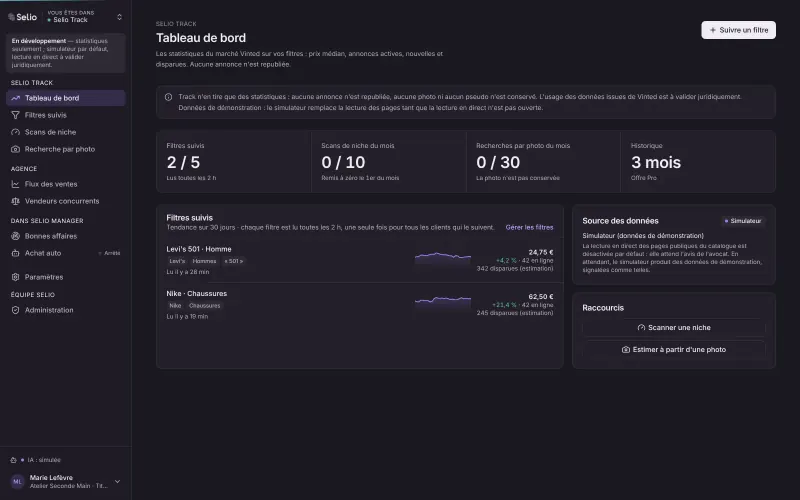 Selio
VOUS ÊTES DANS
Selio Track
En développement — statistiques
seulement ; simulateur par défaut,
lecture en direct à valider
juridiquement.
SELIO TRACK
Tableau de bord
Filtres suivis
Scans de niche
Recherche par photo
AGENCE
Flux des ventes
Vendeurs concurrents
DANS SELIO MANAGER
Bonnes affaires
Achat auto
Arrêté
Paramètres
ÉQUIPE SELIO
Administration
IA : simulée
ML
Marie Lefèvre
Atelier Seconde Main · Tit...
SELIO TRACK
Tableau de bord
Les statistiques du marché Vinted sur vos filtres : prix médian, annonces actives, nouvelles et
disparues. Aucune annonce n'est republiée.
+ Suivre un filtre
Track n'en tire que des statistiques : aucune annonce n'est republiée, aucune photo ni aucun pseudo n'est conservé. L'usage des données issues de Vinted est à valider juridiquement.
Données de démonstration : le simulateur remplace la lecture des pages tant que la lecture en direct n'est pas ouverte.
Filtres suivis
2 / 5
Lus toutes les 2 h
Scans de niche du mois
0 / 10
Remis à zéro le 1er du mois
Recherches par photo du mois
0 / 30
La photo n'est pas conservée
Historique
3 mois
Offre Pro
Filtres suivis
Tendance sur 30 jours · chaque filtre est lu toutes les 2 h, une seule fois pour tous les clients qui le suivent.
Gérer les filtres
Levi's 501 · Homme
Levi's
Hommes
« 501 »
Lu il y a 28 min
24,75 €
+4,2 % · 42 en ligne
342 disparues (estimation)
Nike · Chaussures
Nike
Chaussures
Lu il y a 19 min
62,50 €
+21,4 % · 42 en ligne
245 disparues (estimation)
Source des données
Simulateur
Simulateur (données de démonstration)
La lecture en direct des pages publiques du catalogue est
désactivée par défaut : elle attend l'avis de l'avocat. En
attendant, le simulateur produit des données de démonstration,
signalées comme telles.
Raccourcis
Scanner une niche
Estimer à partir d'une photo